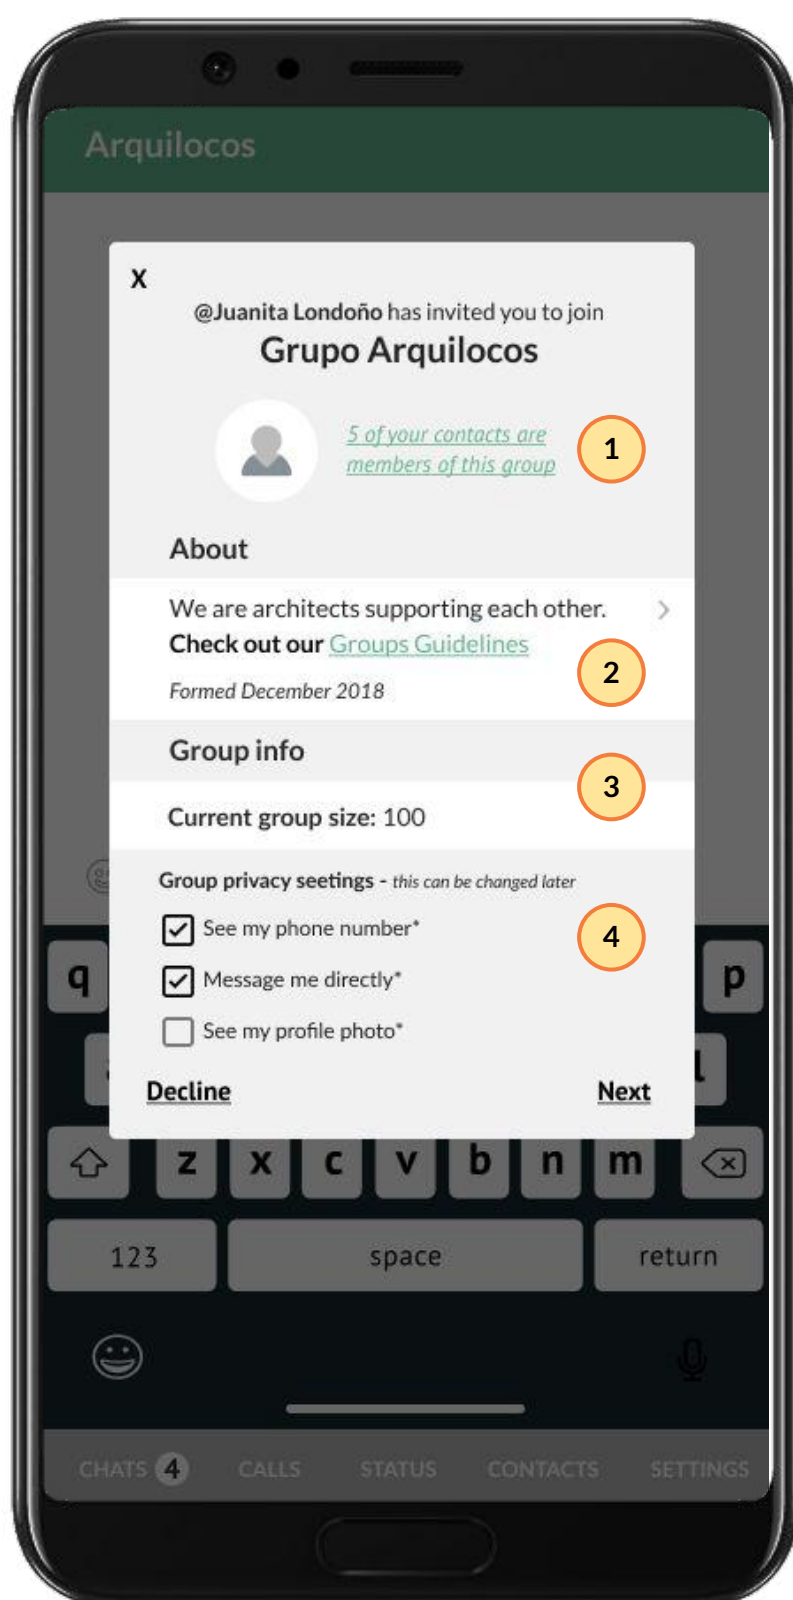 Arquilocos
X
@Juanita Londoño has invited you to join
Grupo Arquilocos
5 of your contacts are
members of this group
1
About
We are architects supporting each other.
Check out our Groups Guidelines
2
Formed December 2018
Group info
3
Current group size: 100
Group privacy seetings - this can be changed later
See my phone number*
4
Message me directly*
See my profile photo*
Decline
Next
q
p
z x c v b n m
123 space return
CHATS 4 CALLS STATUS CONTACTS SETTINGS